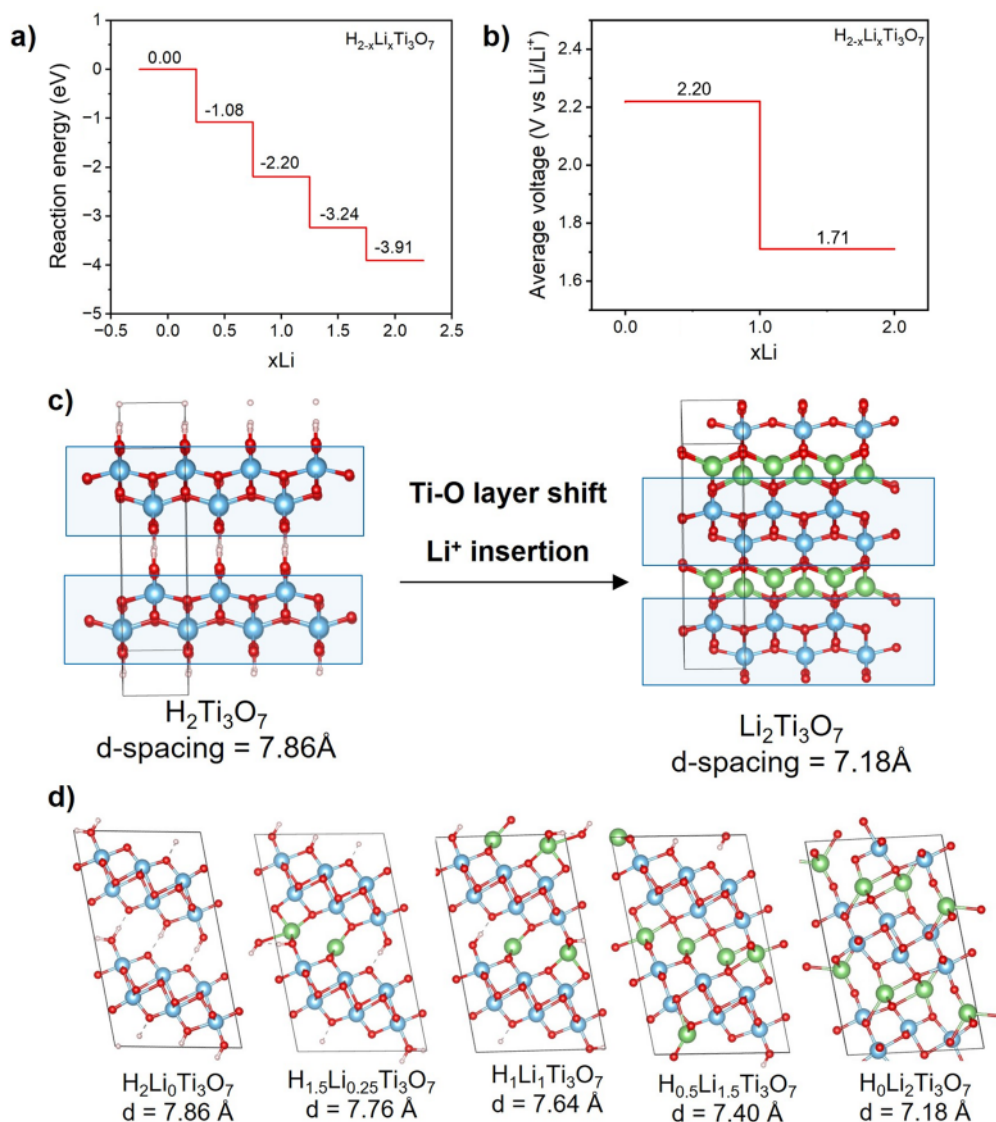 a)
H₂₋ₓLiₓTi₃O₇
Reaction energy (eV)
1
0
−1
−2
−3
−4
−5
0.00
-1.08
-2.20
-3.24
-3.91
−0.5 0.0 0.5 1.0 1.5 2.0 2.5
xLi
b)
H₂₋ₓLiₓTi₃O₇
Average voltage (V vs Li/Li⁺)
2.4
2.2
2.0
1.8
1.6
2.20
1.71
0.0 1.0 2.0
xLi
c)
Ti-O layer shift
Li⁺ insertion
H₂Ti₃O₇
d-spacing = 7.86Å
Li₂Ti₃O₇
d-spacing = 7.18Å
d)
H₂Li₀Ti₃O₇
d = 7.86 Å
H₁.₅Li₀.₂₅Ti₃O₇
d = 7.76 Å
H₁Li₁Ti₃O₇
d = 7.64 Å
H₀.₅Li₁.₅Ti₃O₇
d = 7.40 Å
H₀Li₂Ti₃O₇
d = 7.18 Å